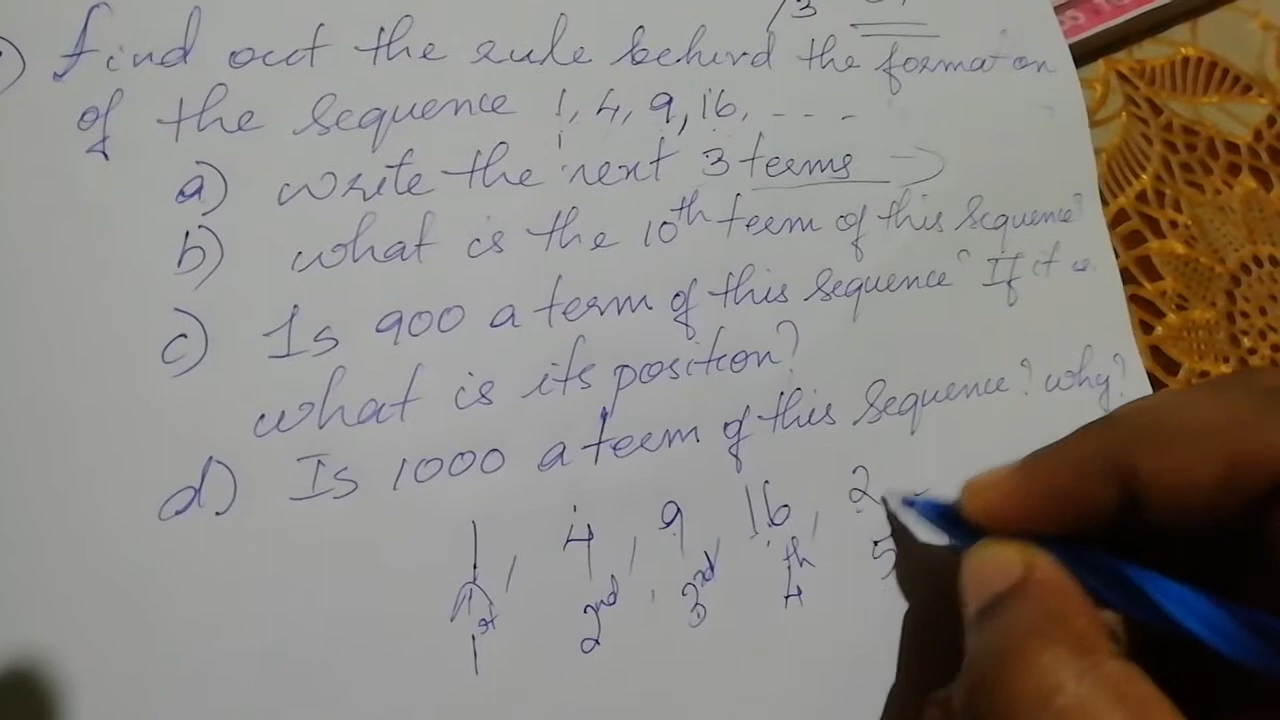 Find out the rule behind the formation
of the sequence 1, 4, 9, 16, ----
a) write the next 3 terms →
b) what is the 10th term of this sequence?
c) Is 900 a term of this sequence? If it is
what is its position?
d) Is 1000 a term of this sequence? why?
1, 4, 9, 16, 2
1st 2nd, 3rd 4th 5